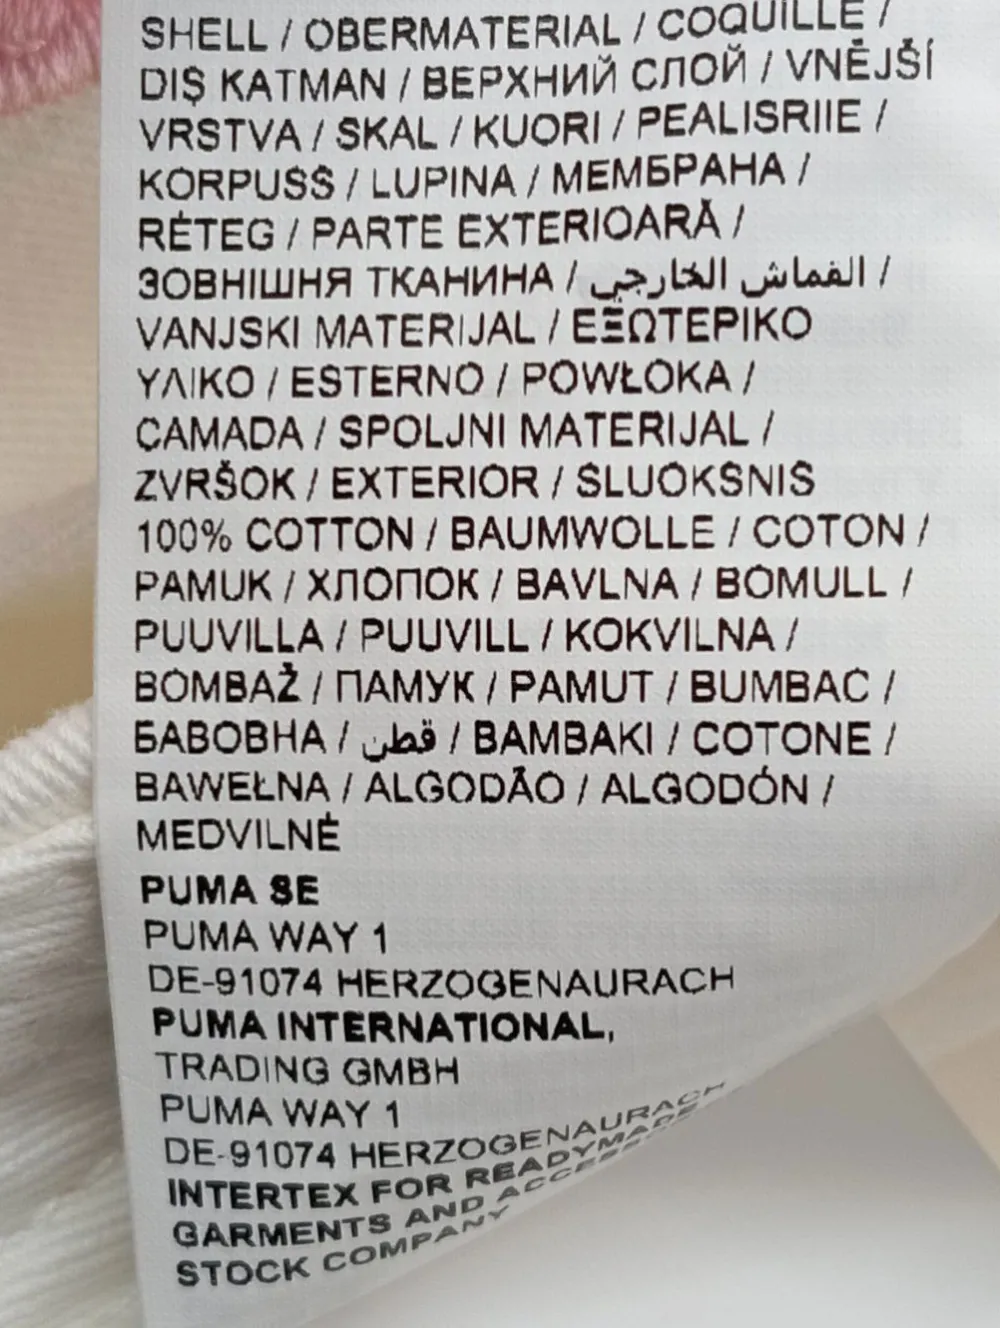 SHELL / OBERMATERIAL / COQUILLE /
DIŞ KATMAN / ВЕРХНИЙ СЛОЙ / VNĚJŠÍ
VRSTVA / SKAL / KUORI / PEALISRIIE /
KORPUSS / LUPINA / МЕМБРАНА /
RÉTEG / PARTE EXTERIOARĂ /
ЗОВНІШНЯ ТКАНИНА / القماش الخارجي /
VANJSKI MATERIJAL / ΕΞΩΤΕΡΙΚΟ
ΥΛΙΚΟ / ESTERNO / POWŁOKA /
CAMADA / SPOLJNI MATERIJAL /
ZVRŠOK / EXTERIOR / SLUOKSNIS
100% COTTON / BAUMWOLLE / COTON /
PAMUK / ХЛОПОК / BAVLNA / BOMULL /
PUUVILLA / PUUVILL / KOKVILNA /
BOMBAŽ / ПАМУК / PAMUT / BUMBAC /
БАВОВНА / قطن / BAMBAKI / COTONE /
BAWEŁNA / ALGODÃO / ALGODÓN /
MEDVILNĖ
PUMA SE
PUMA WAY 1
DE-91074 HERZOGENAURACH
PUMA INTERNATIONAL,
TRADING GMBH
PUMA WAY 1
DE-91074 HERZOGENAURACH
INTERTEX FOR READYMADE
GARMENTS AND
STOCK COMPANY